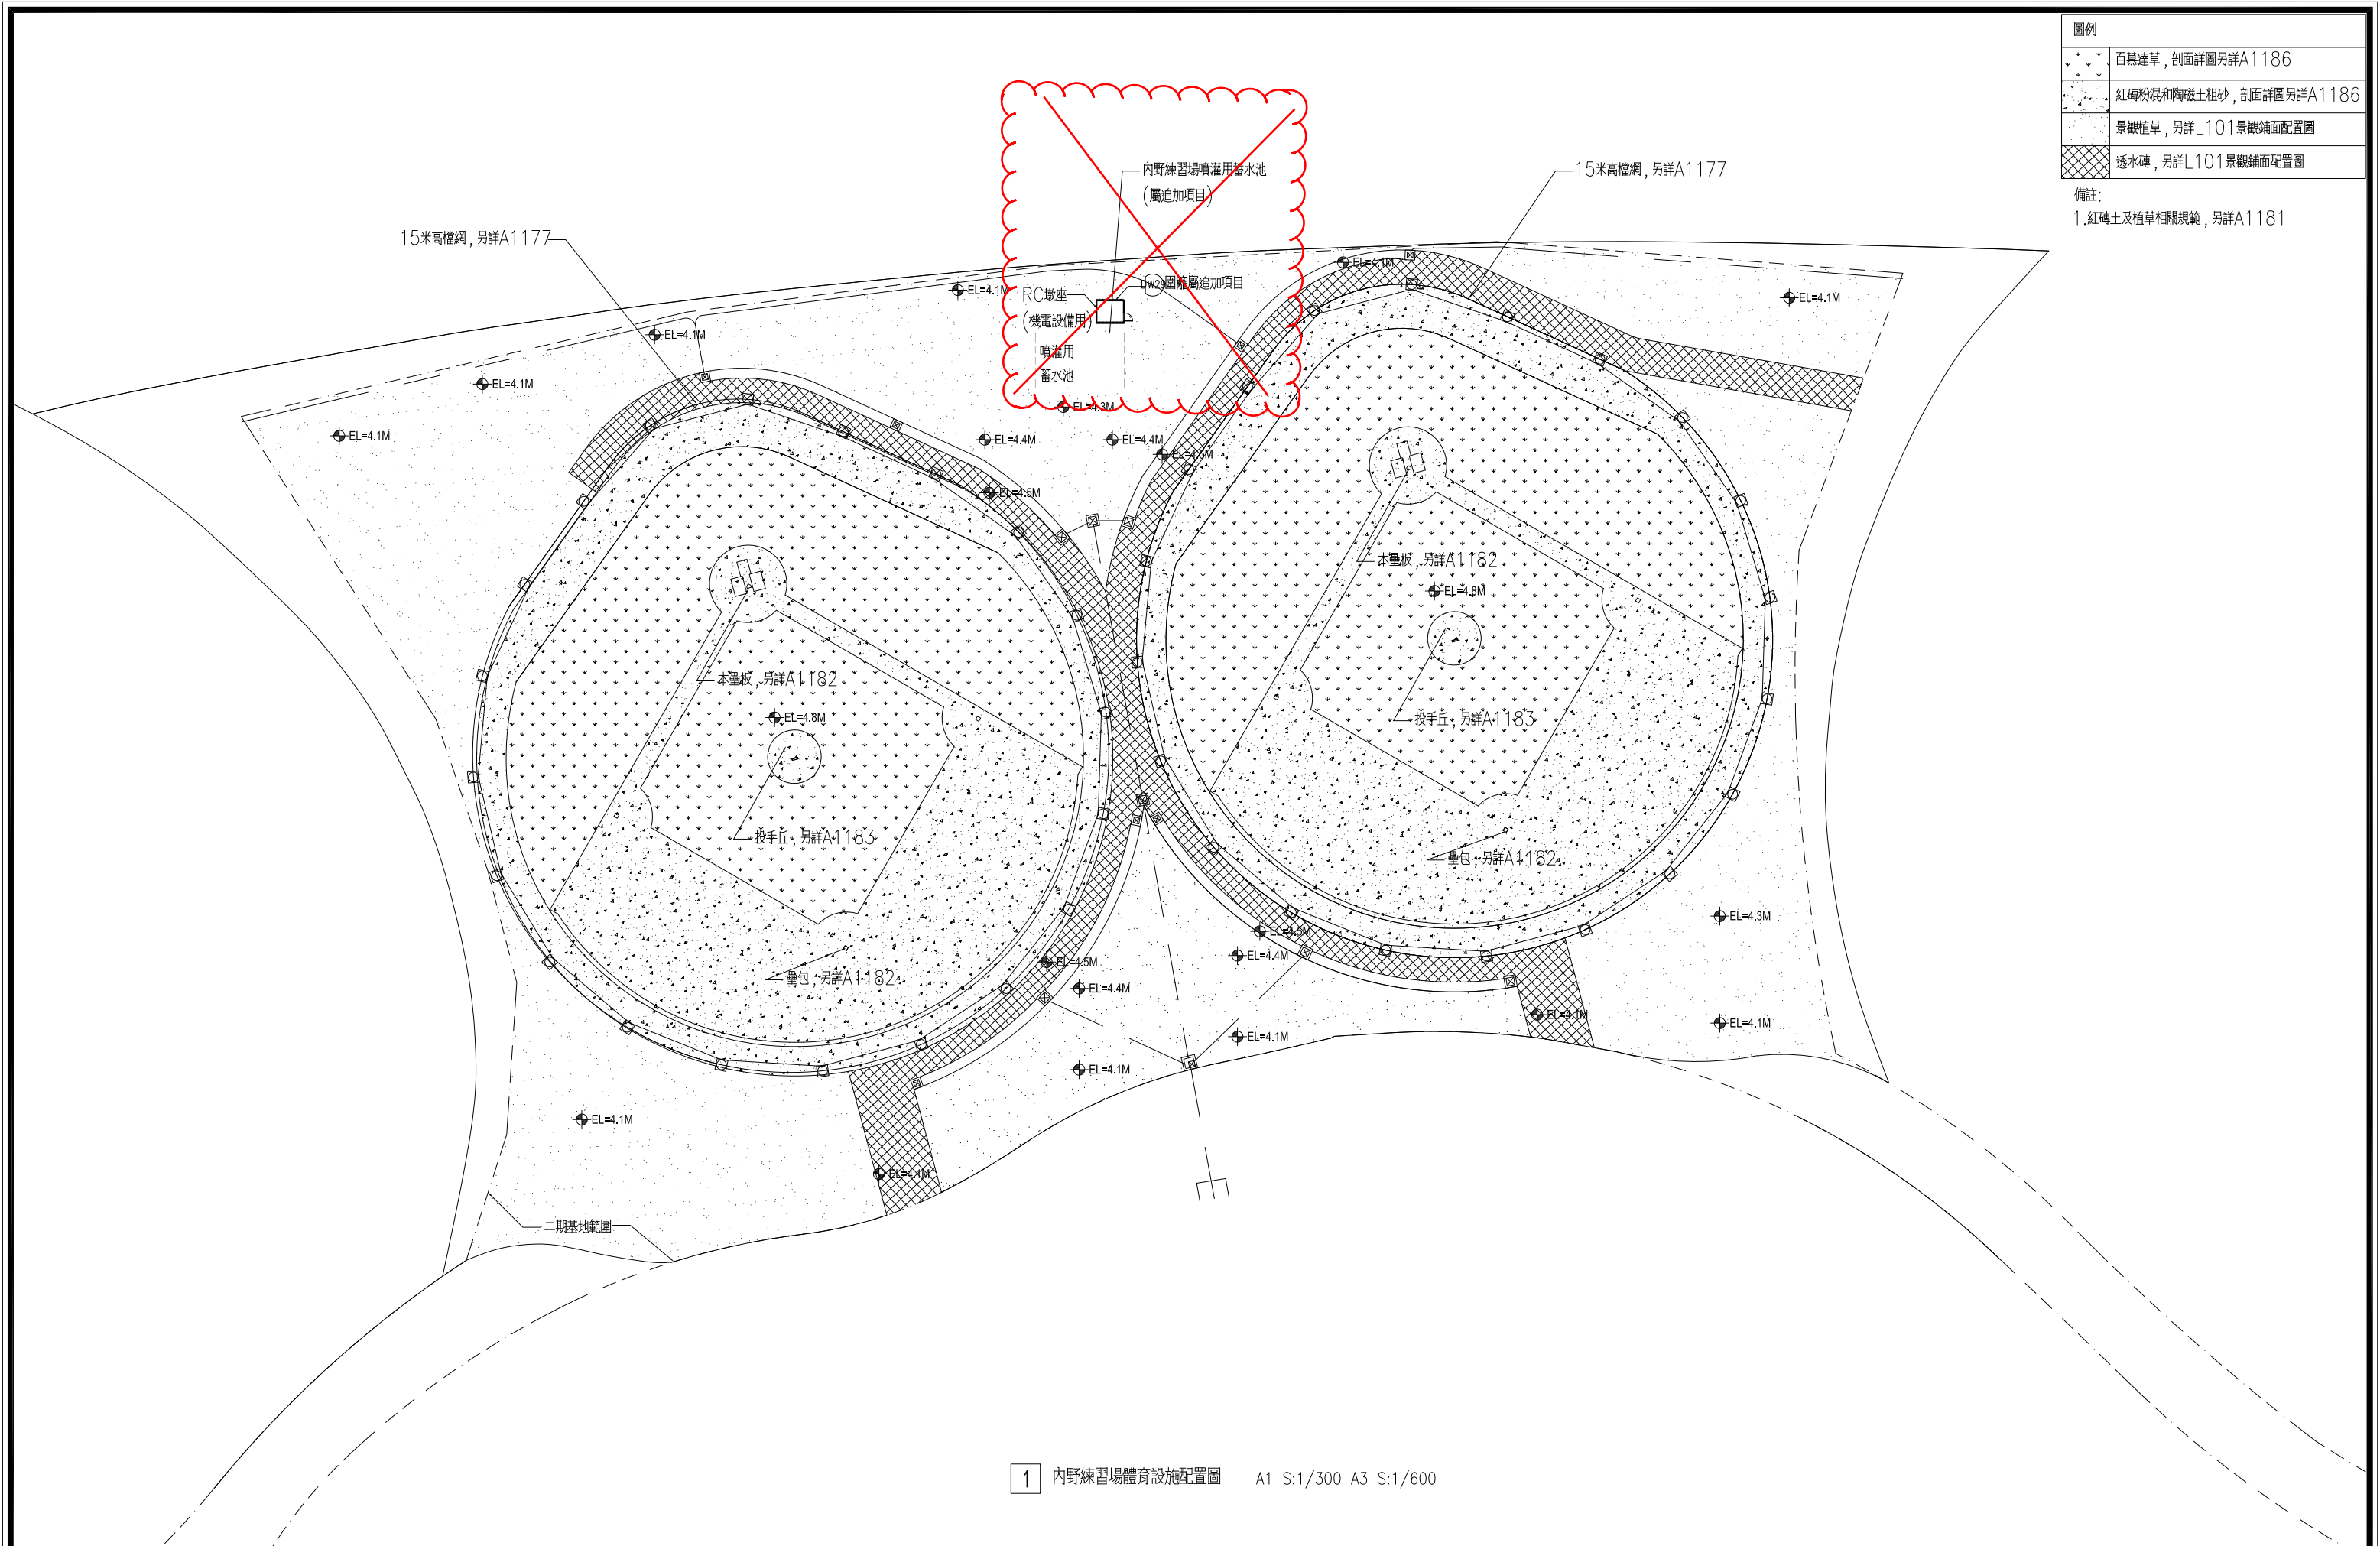 圖例
百慕達草，剖面詳圖另詳A1186
紅磚粉混和陶磁土粗砂，剖面詳圖另詳A1186
景觀植草，另詳L101景觀鋪面配置圖
透水磚，另詳L101景觀鋪面配置圖
備註:
1.紅磚土及植草相關規範，另詳A1181
內野練習場噴灌用蓄水池
(屬追加項目)
15米高檔網，另詳A1177
15米高檔網，另詳A1177
EL=4.1M
DW29圍籬屬追加項目
EL=4.1M
RC墩座
EL=4.1M
(機電設備用)
EL=4.1M
噴灌用
蓄水池
EL=4.1M
EL=4.3M
EL=4.1M
EL=4.4M
EL=4.4M
EL=4.5M
EL=4.5M
本壘板，另詳A1182
EL=4.8M
本壘板，另詳A1182
EL=4.8M
投手丘，另詳A1183
投手丘，另詳A1183
壘包，另詳A1182
EL=4.3M
EL=4.5M
EL=4.4M
EL=4.5M
壘包，另詳A1182
EL=4.4M
EL=4.1M
EL=4.1M
EL=4.1M
EL=4.1M
EL=4.1M
EL=4.1M
二期基地範圍
1 內野練習場體育設施配置圖 A1 S:1/300 A3 S:1/600